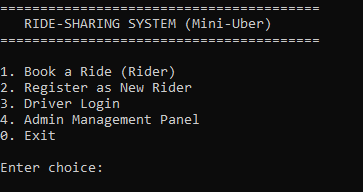 =======================================
RIDE-SHARING SYSTEM (Mini-Uber)
=======================================
1. Book a Ride (Rider)
2. Register as New Rider
3. Driver Login
4. Admin Management Panel
0. Exit
Enter choice: